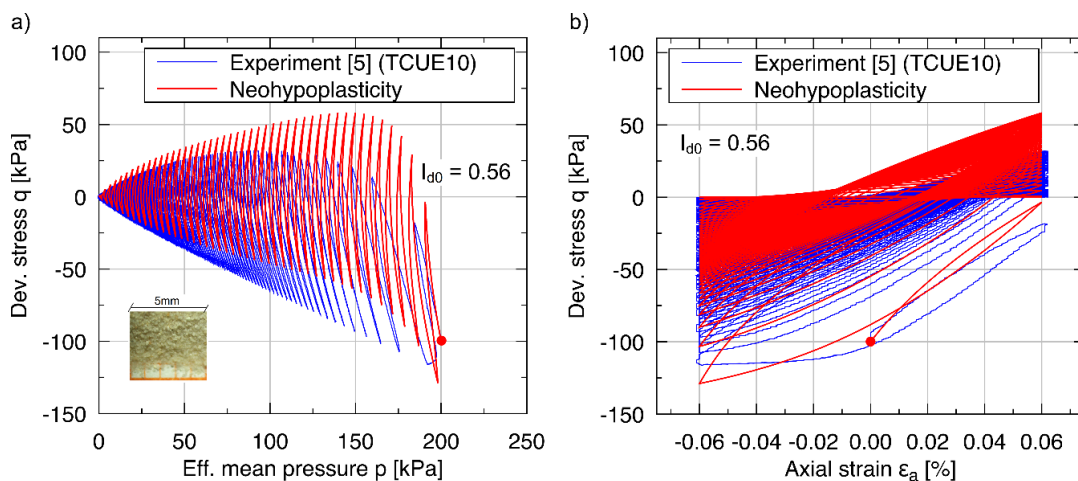 a)
100
50
0
-50
-100
-150
Dev. stress q [kPa]
Experiment [5] (TCUE10)
Neohypoplasticity
I_d0 = 0.56
5mm
0 50 100 150 200 250
Eff. mean pressure p [kPa]
b)
100
50
0
-50
-100
-150
Dev. stress q [kPa]
Experiment [5] (TCUE10)
Neohypoplasticity
I_d0 = 0.56
-0.06 -0.04 -0.02 0.00 0.02 0.04 0.06
Axial strain ε_a [%]